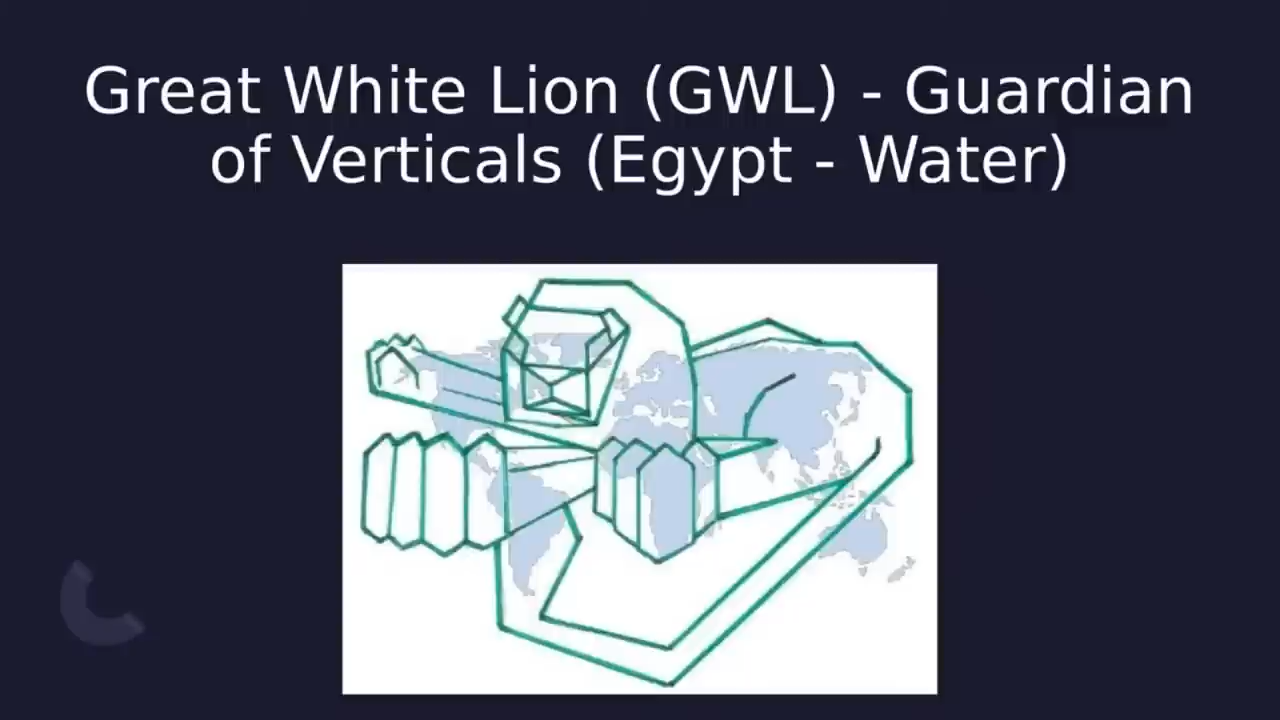 Great White Lion (GWL) - Guardian
of Verticals (Egypt - Water)